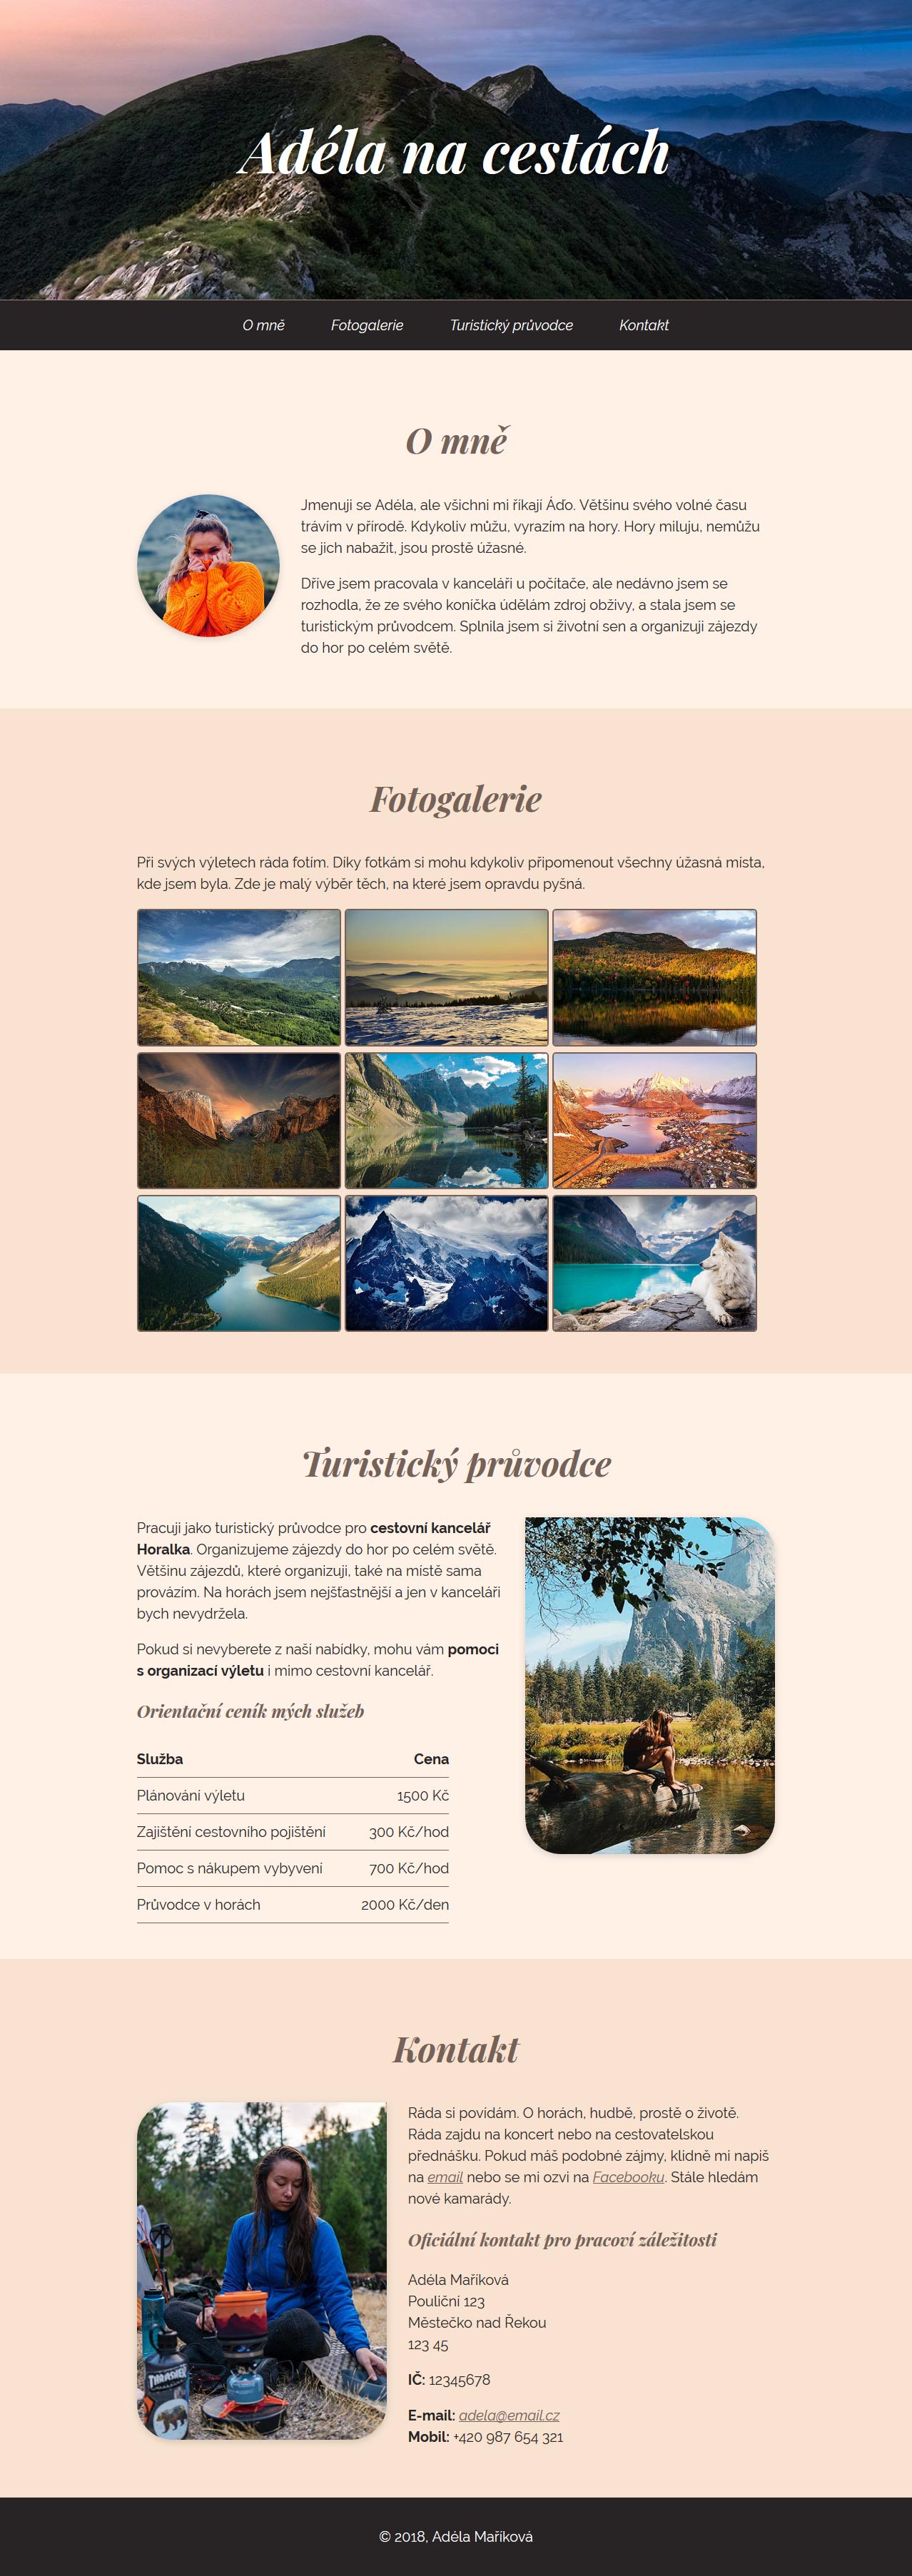 Adéla na cestách
O mně
Fotogalerie
Turistický průvodce
Kontakt
O mně
Jmenuji se Adéla, ale všichni mi říkají Áďo. Většinu svého volné času
trávím v přírodě. Kdykoliv můžu, vyrazím na hory. Hory miluju, nemůžu
se jich nabažit, jsou prostě úžasné.
Dříve jsem pracovala v kanceláři u počítače, ale nedávno jsem se
rozhodla, že ze svého koníčka údělám zdroj obživy, a stala jsem se
turistickým průvodcem. Splnila jsem si životní sen a organizuji zájezdy
do hor po celém světě.
Fotogalerie
Při svých výletech ráda fotím. Díky fotkám si mohu kdykoliv připomenout všechny úžasná místa,
kde jsem byla. Zde je malý výběr těch, na které jsem opravdu pyšná.
Turistický průvodce
Pracuji jako turistický průvodce pro cestovní kancelář
Horalka. Organizujeme zájezdy do hor po celém světě.
Většinu zájezdů, které organizuji, také na místě sama
provázím. Na horách jsem nejšťastnější a jen v kanceláři
bych nevydržela.
Pokud si nevyberete z naší nabídky, mohu vám pomoci
s organizací výletu i mimo cestovní kancelář.
Orientační ceník mých služeb
Služba Cena
Plánování výletu 1500 Kč
Zajištění cestovního pojištění 300 Kč/hod
Pomoc s nákupem vybyvení 700 Kč/hod
Průvodce v horách 2000 Kč/den
Kontakt
Ráda si povídám. O horách, hudbě, prostě o životě.
Ráda zajdu na koncert nebo na cestovatelskou
přednášku. Pokud máš podobné zájmy, klidně mi napiš
na email nebo se mi ozvi na Facebooku. Stále hledám
nové kamarády.
Oficiální kontakt pro pracoví záležitosti
Adéla Maříková
Pouliční 123
Městečko nad Řekou
123 45
IČ: 12345678
E-mail: adela@email.cz
Mobil: +420 987 654 321
THRASHER
© 2018, Adéla Maříková